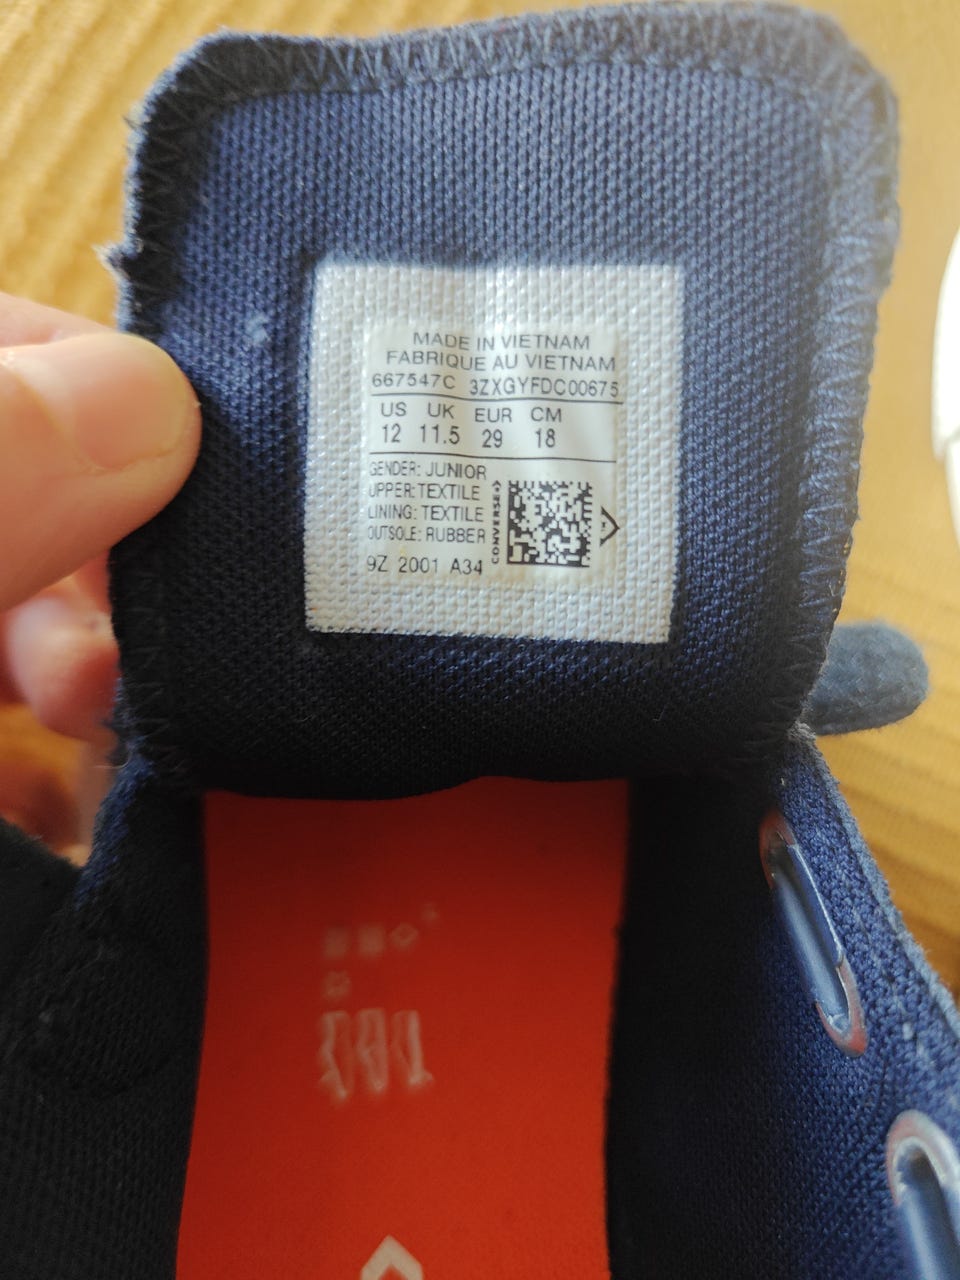 MADE IN VIETNAM
FABRIQUE AU VIETNAM
667547C 3ZXGYFDC00675
US UK EUR CM
12 11.5 29 18
GENDER: JUNIOR
UPPER: TEXTILE
LINING: TEXTILE
OUTSOLE: RUBBER
CONVERSE
9Z 2001 A34